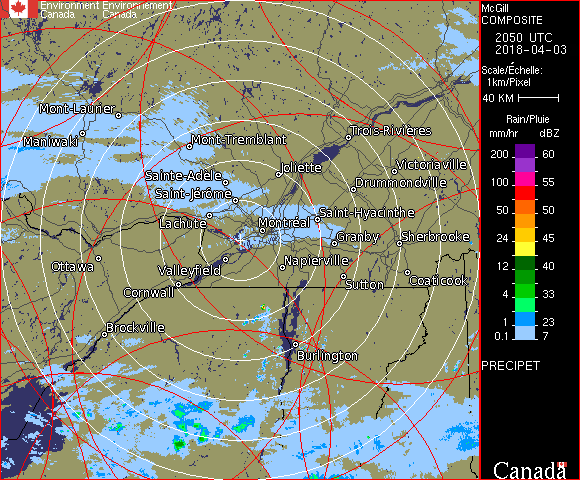 Environment Environnement
Canada Canada
McGill
COMPOSITE
2050 UTC
2018-04-03
Scale/Échelle:
1km/Pixel
40 KM
Rain/Pluie
mm/hr dBZ
200 60
100 55
50 50
24 45
12 40
4 33
1 23
0.1 7
PRECIPET
Canada
Mont-Laurier
Maniwaki
Mont-Tremblant
Trois-Rivières
Joliette
Victoriaville
Sainte-Adèle
Drummondville
Saint-Jérôme
Lachute
Saint-Hyacinthe
Montréal
Granby
Sherbrooke
Ottawa
Valleyfield
Napierville
Cornwall
Sutton
Coaticook
Brockville
Burlington